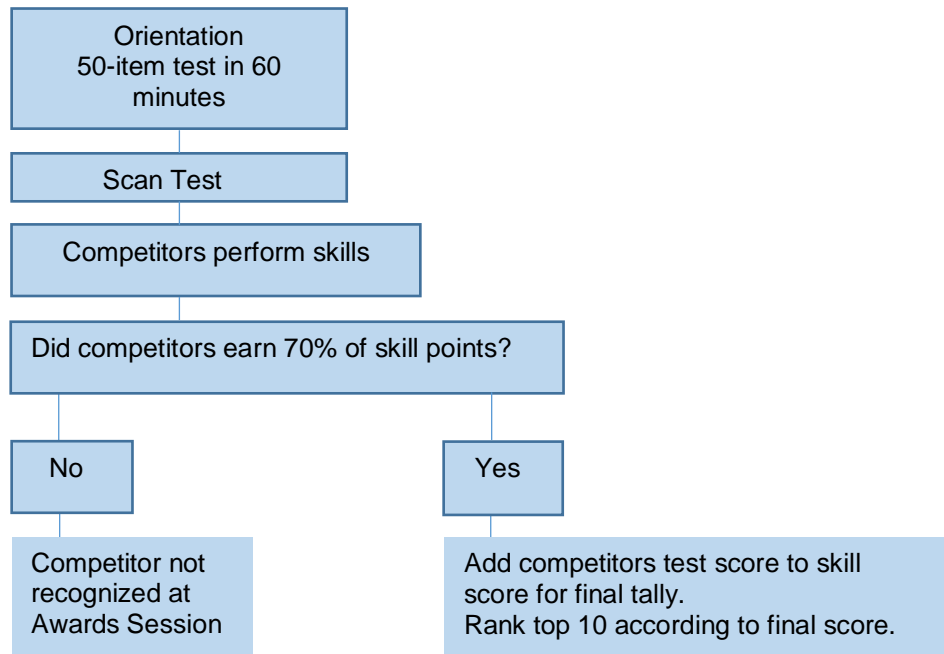 Orientation
50-item test in 60
minutes
Scan Test
Competitors perform skills
Did competitors earn 70% of skill points?
No
Yes
Competitor not
recognized at
Awards Session
Add competitors test score to skill
score for final tally.
Rank top 10 according to final score.